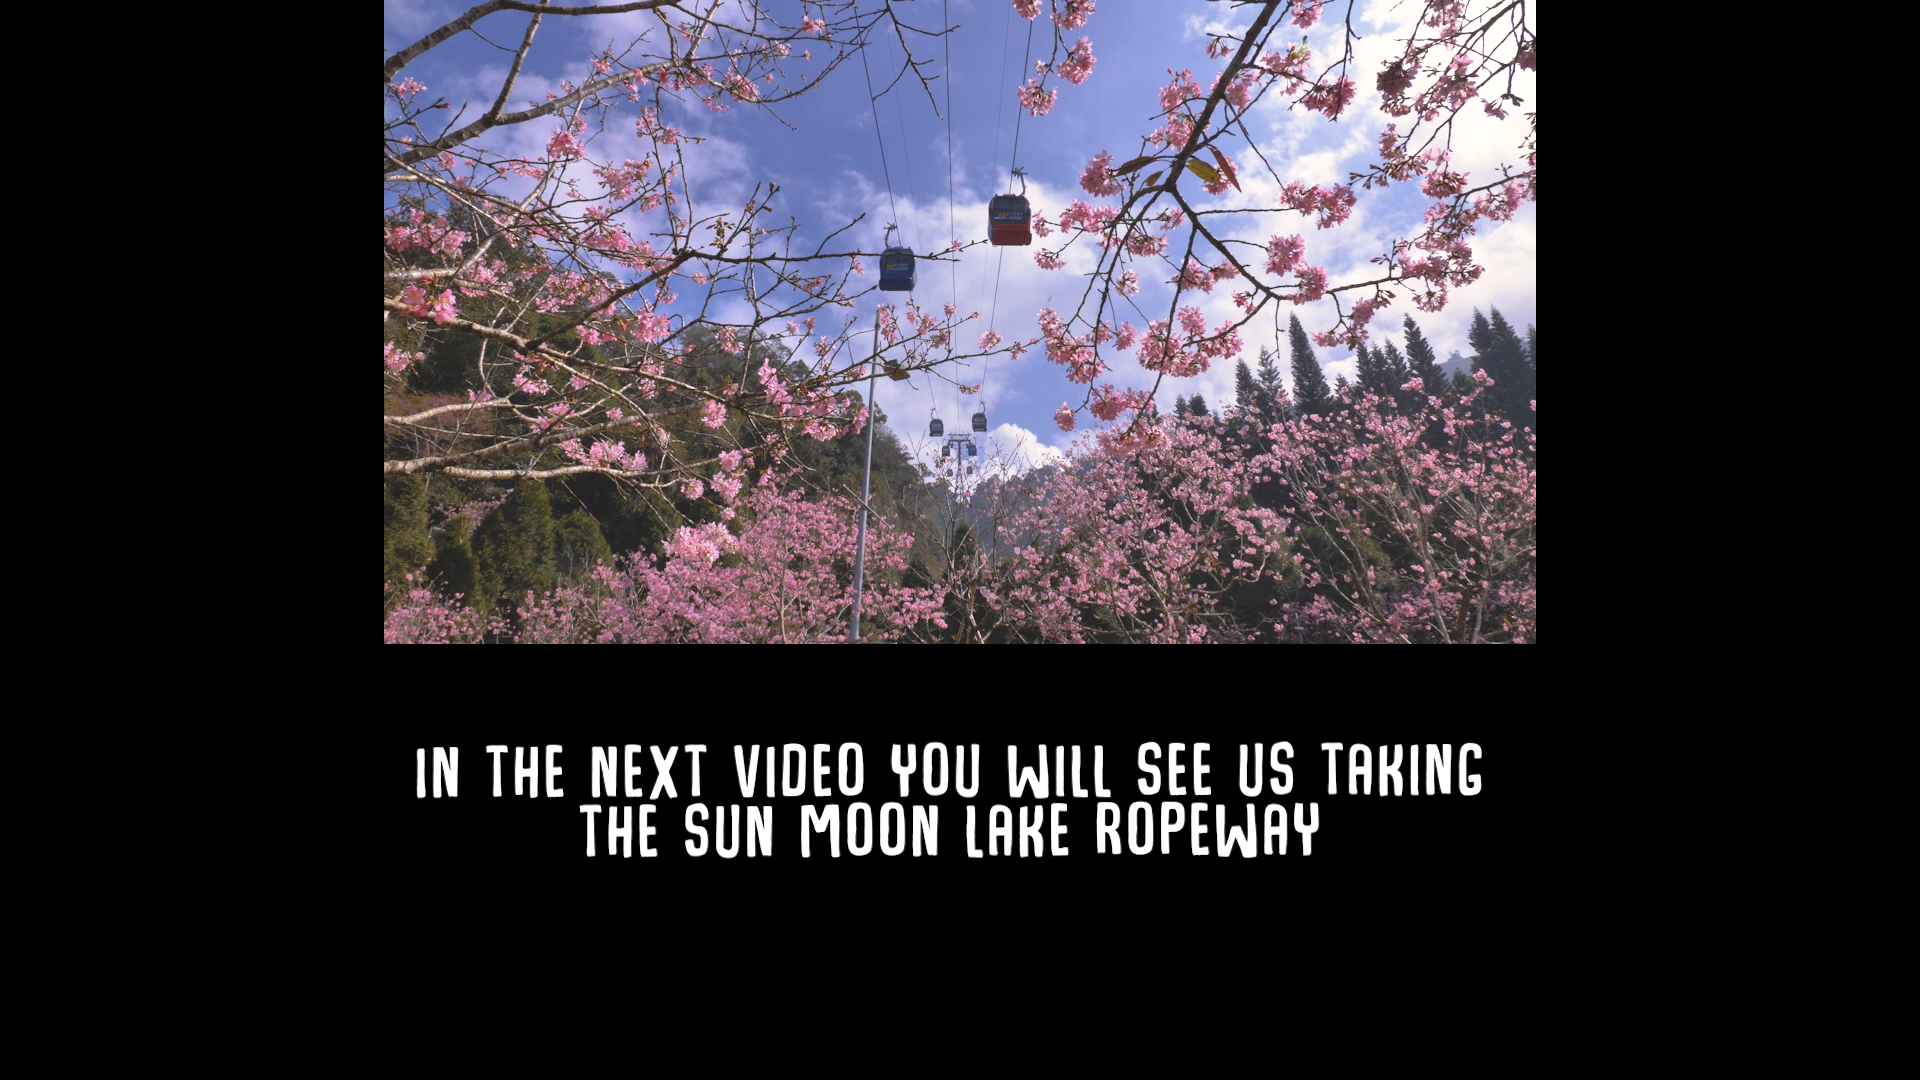 IN THE NEXT VIDEO YOU WILL SEE US TAKING
THE SUN MOON LAKE ROPEWAY